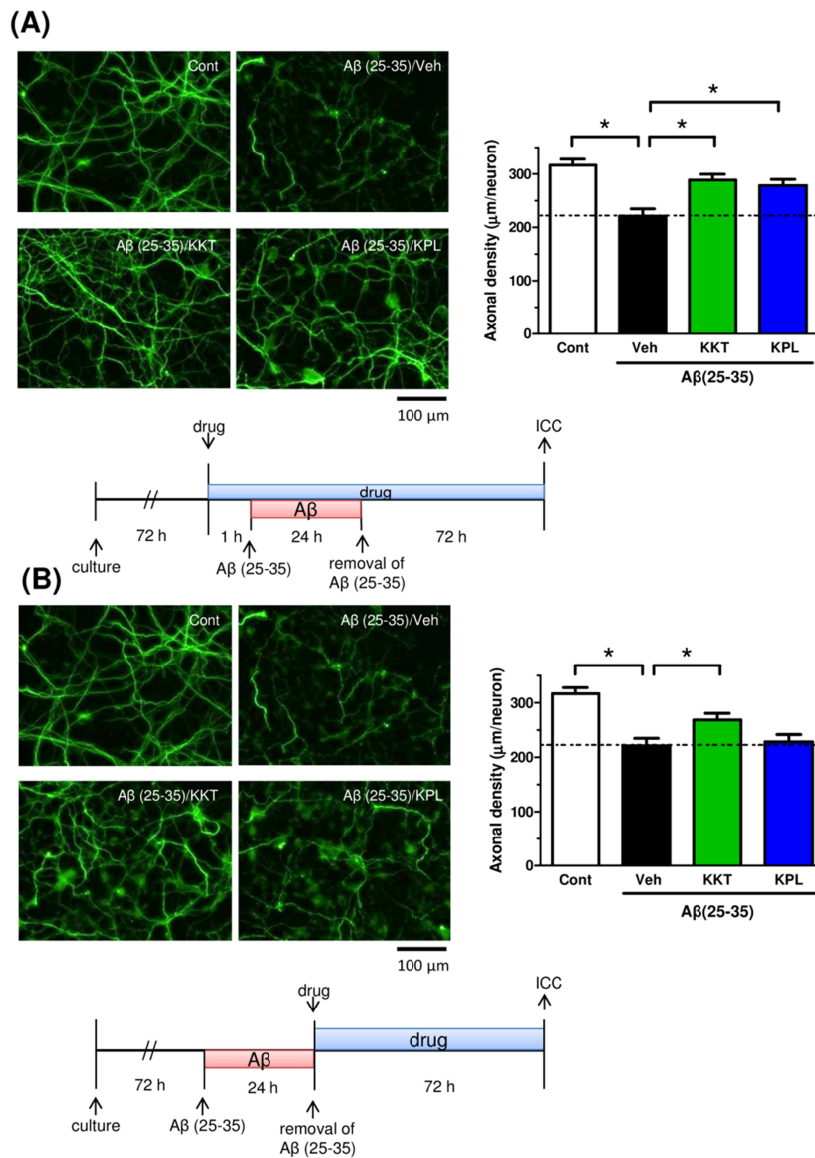 (A)
Cont
Aβ (25-35)/Veh
Aβ (25-35)/KKT
Aβ (25-35)/KPL
100 μm
*
*
*
Axonal density (μm/neuron)
300
200
100
0
Cont
Veh
KKT
KPL
Aβ(25-35)
drug
ICC
drug
Aβ
72 h
1 h
24 h
72 h
culture
Aβ (25-35)
removal of
Aβ (25-35)
(B)
Cont
Aβ (25-35)/Veh
Aβ (25-35)/KKT
Aβ (25-35)/KPL
100 μm
*
*
Axonal density (μm/neuron)
300
200
100
0
Cont
Veh
KKT
KPL
Aβ(25-35)
drug
ICC
drug
Aβ
72 h
24 h
72 h
culture
Aβ (25-35)
removal of
Aβ (25-35)